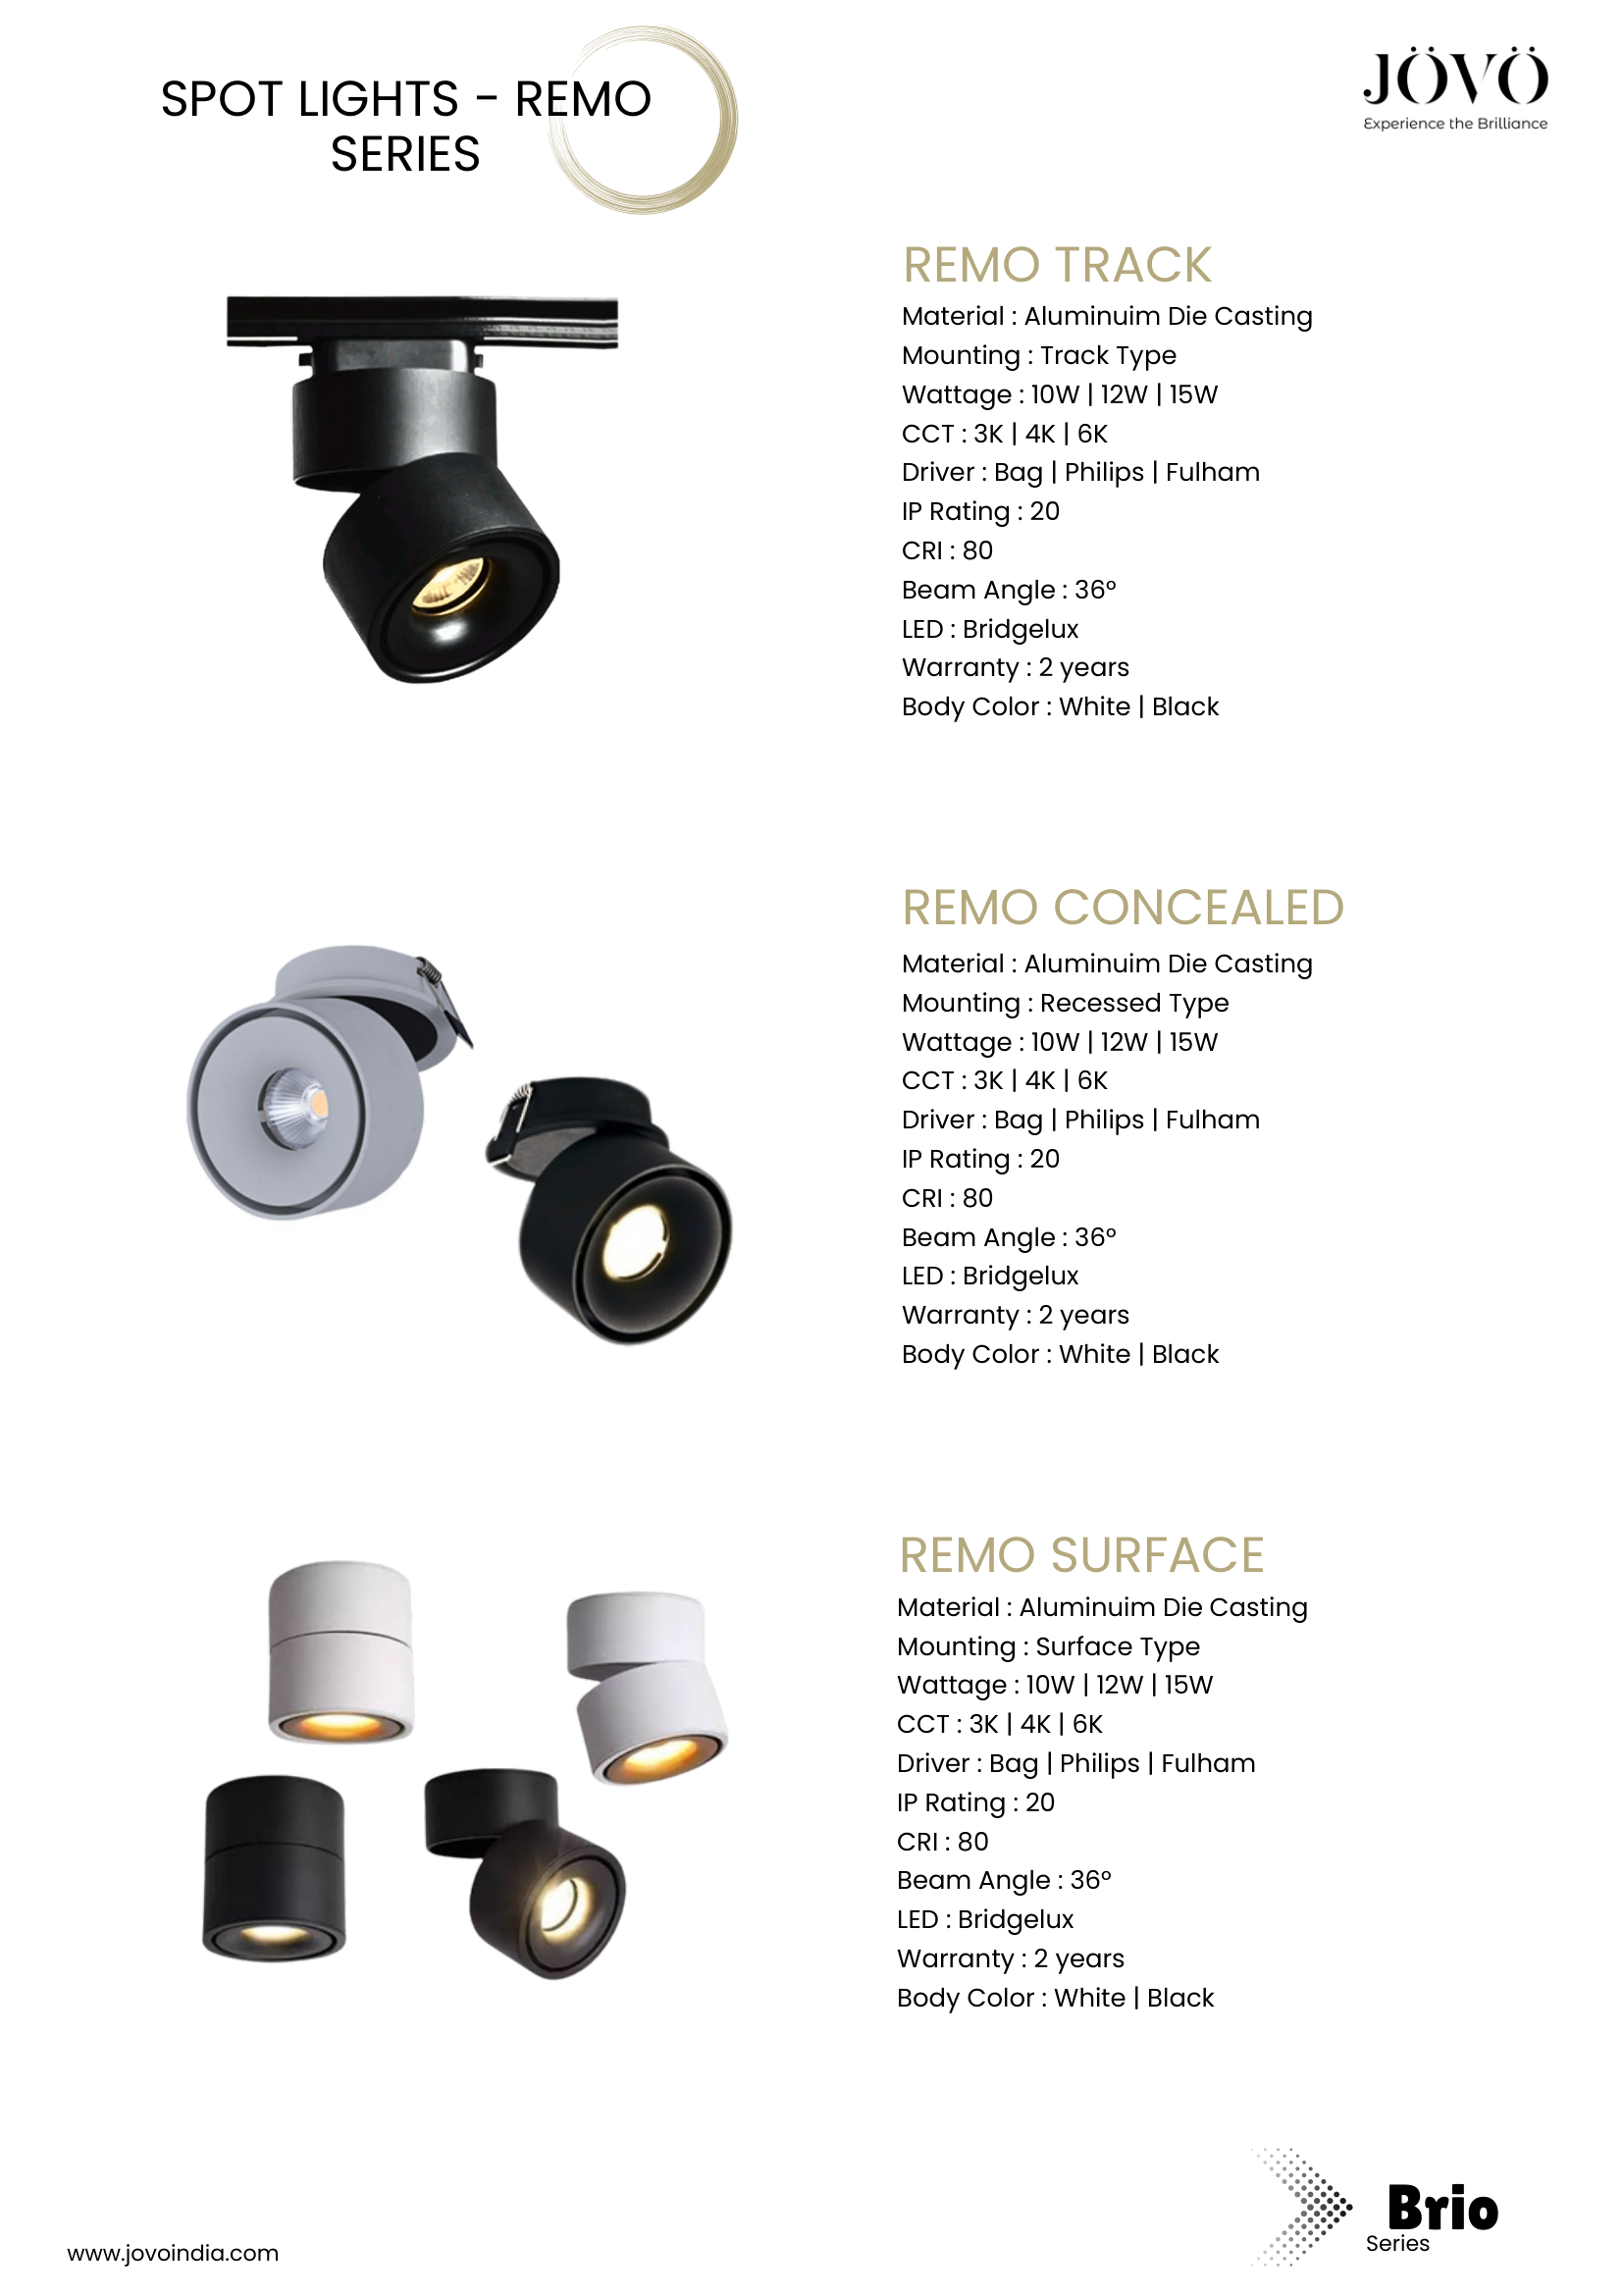 SPOT LIGHTS - REMO
SERIES
JÖVÖ
Experience the Brilliance
REMO TRACK
Material : Aluminuim Die Casting
Mounting : Track Type
Wattage : 10W | 12W | 15W
CCT : 3K | 4K | 6K
Driver : Bag | Philips | Fulham
IP Rating : 20
CRI : 80
Beam Angle : 36°
LED : Bridgelux
Warranty : 2 years
Body Color : White | Black
REMO CONCEALED
Material : Aluminuim Die Casting
Mounting : Recessed Type
Wattage : 10W | 12W | 15W
CCT : 3K | 4K | 6K
Driver : Bag | Philips | Fulham
IP Rating : 20
CRI : 80
Beam Angle : 36°
LED : Bridgelux
Warranty : 2 years
Body Color : White | Black
REMO SURFACE
Material : Aluminuim Die Casting
Mounting : Surface Type
Wattage : 10W | 12W | 15W
CCT : 3K | 4K | 6K
Driver : Bag | Philips | Fulham
IP Rating : 20
CRI : 80
Beam Angle : 36°
LED : Bridgelux
Warranty : 2 years
Body Color : White | Black
Brio
Series
www.jovoindia.com